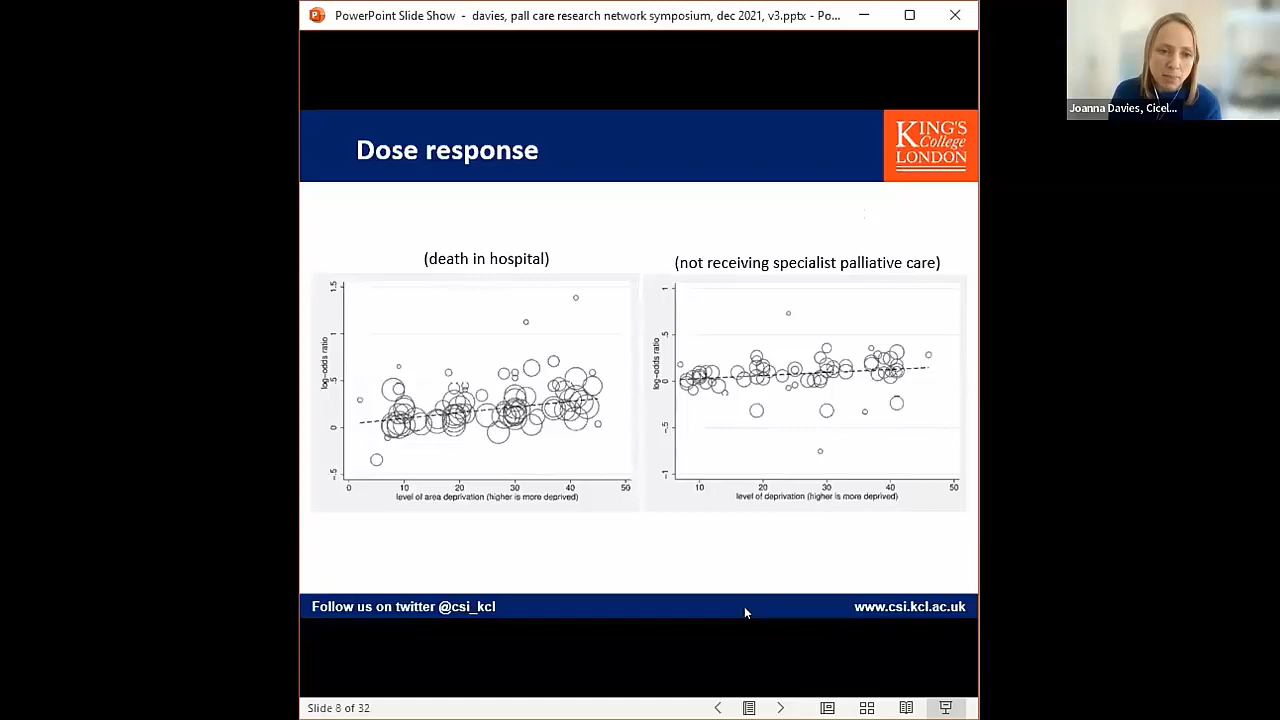 PowerPoint Slide Show - davies, pall care research network symposium, dec 2021, v3.pptx - Po...
Joanna Davies, Cicel...
Dose response
KING'S
College
LONDON
(death in hospital)
(not receiving specialist palliative care)
log-odds ratio
1.5
1
.5
0
-.5
0 10 20 30 40 50
level of area deprivation (higher is more deprived)
log-odds ratio
1
.5
0
-.5
-1
10 20 30 40 50
level of deprivation (higher is more deprived)
Follow us on twitter @csi_kcl
www.csi.kcl.ac.uk
Slide 8 of 32